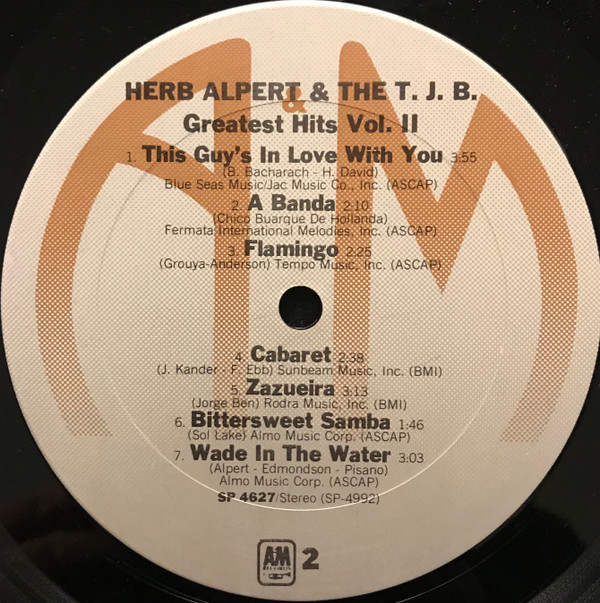 HERB ALPERT & THE T. J. B.
&
Greatest Hits Vol. II
1. This Guy's In Love With You 3:55
(B. Bacharach - H. David)
Blue Seas Music/Jac Music Co., Inc. (ASCAP)
2. A Banda 2:10
(Chico Buarque De Hollanda)
Fermata International Melodies, Inc. (ASCAP)
3. Flamingo 2:25
(Grouya-Anderson) Tempo Music, Inc. (ASCAP)
4. Cabaret 2:38
(J. Kander - F. Ebb) Sunbeam Music, Inc. (BMI)
5. Zazueira 3:13
(Jorge Ben) Rodra Music, Inc. (BMI)
6. Bittersweet Samba 1:46
(Sol Lake) Almo Music Corp. (ASCAP)
7. Wade In The Water 3:03
(Alpert - Edmondson - Pisano)
Almo Music Corp. (ASCAP)
SP 4627/Stereo (SP-4992)
A&M
RECORDS
2